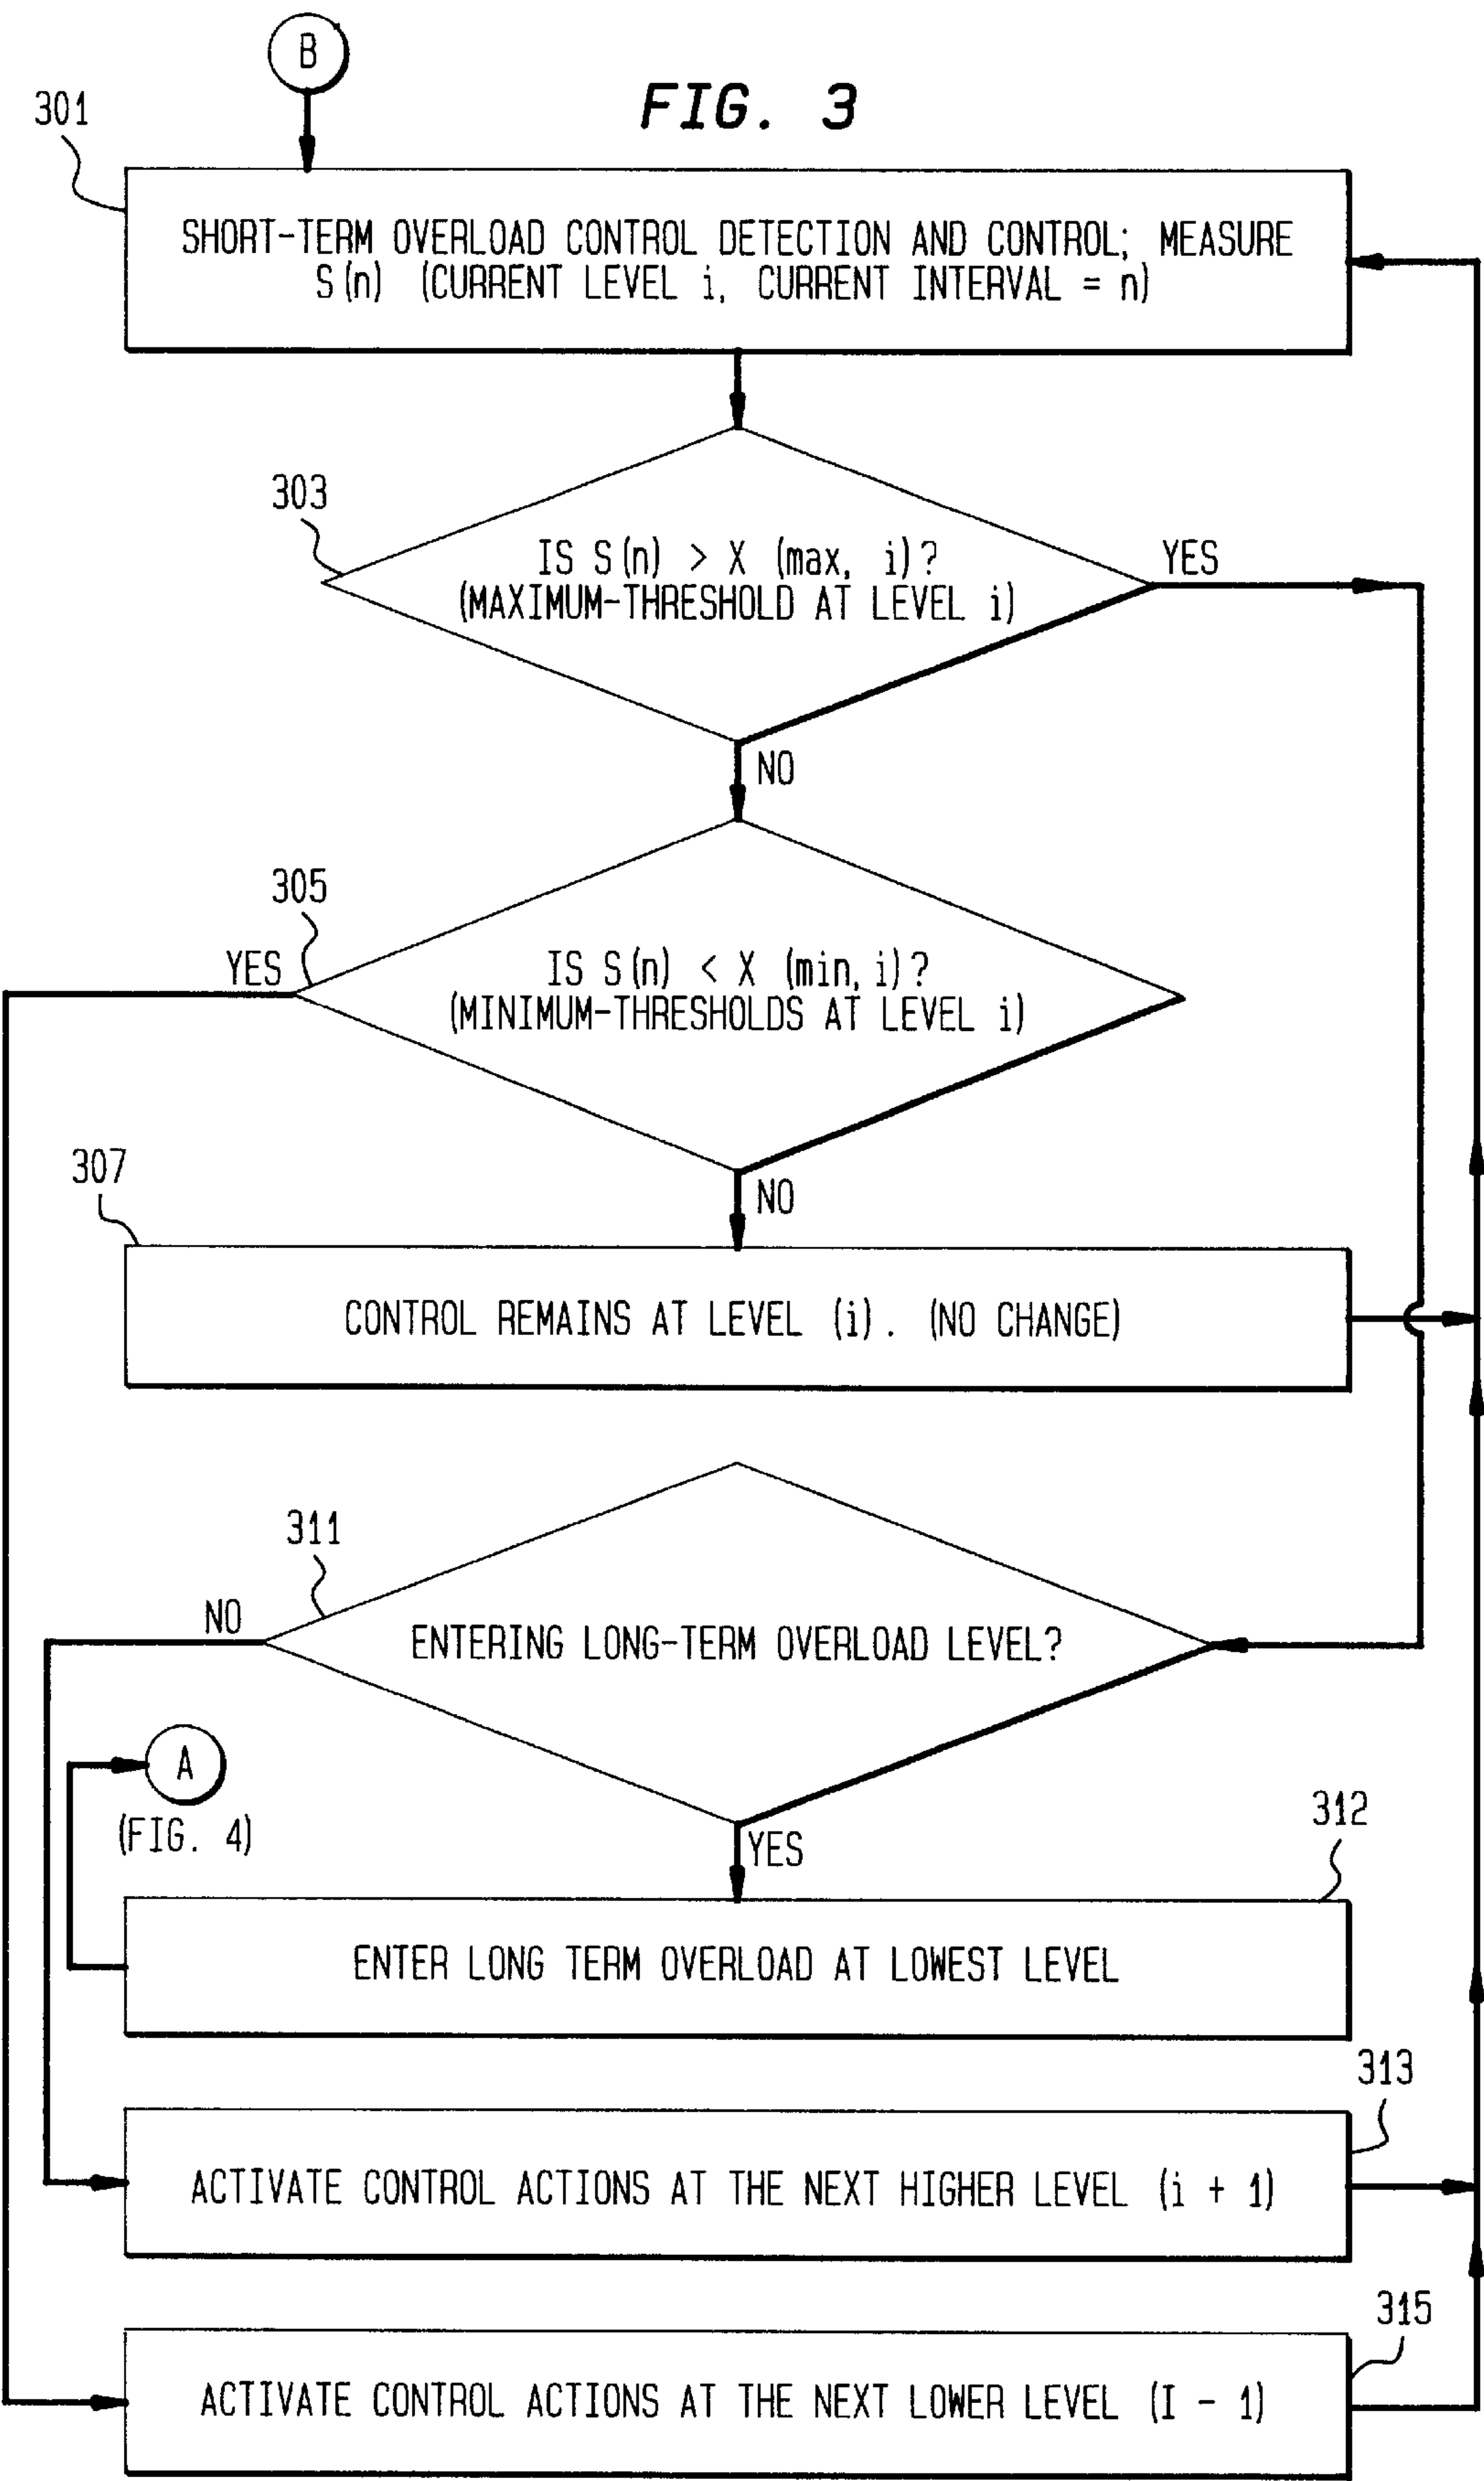 B
FIG. 3
301
SHORT-TERM OVERLOAD CONTROL DETECTION AND CONTROL; MEASURE
S(n) (CURRENT LEVEL i, CURRENT INTERVAL = n)
303
IS S(n) > X (max, i)?
(MAXIMUM-THRESHOLD AT LEVEL i)
YES
NO
305
YES
IS S(n) < X (min, i)?
(MINIMUM-THRESHOLDS AT LEVEL i)
NO
307
CONTROL REMAINS AT LEVEL (i). (NO CHANGE)
311
NO
ENTERING LONG-TERM OVERLOAD LEVEL?
A
(FIG. 4)
YES
312
ENTER LONG TERM OVERLOAD AT LOWEST LEVEL
313
ACTIVATE CONTROL ACTIONS AT THE NEXT HIGHER LEVEL (i + 1)
315
ACTIVATE CONTROL ACTIONS AT THE NEXT LOWER LEVEL (I - 1)